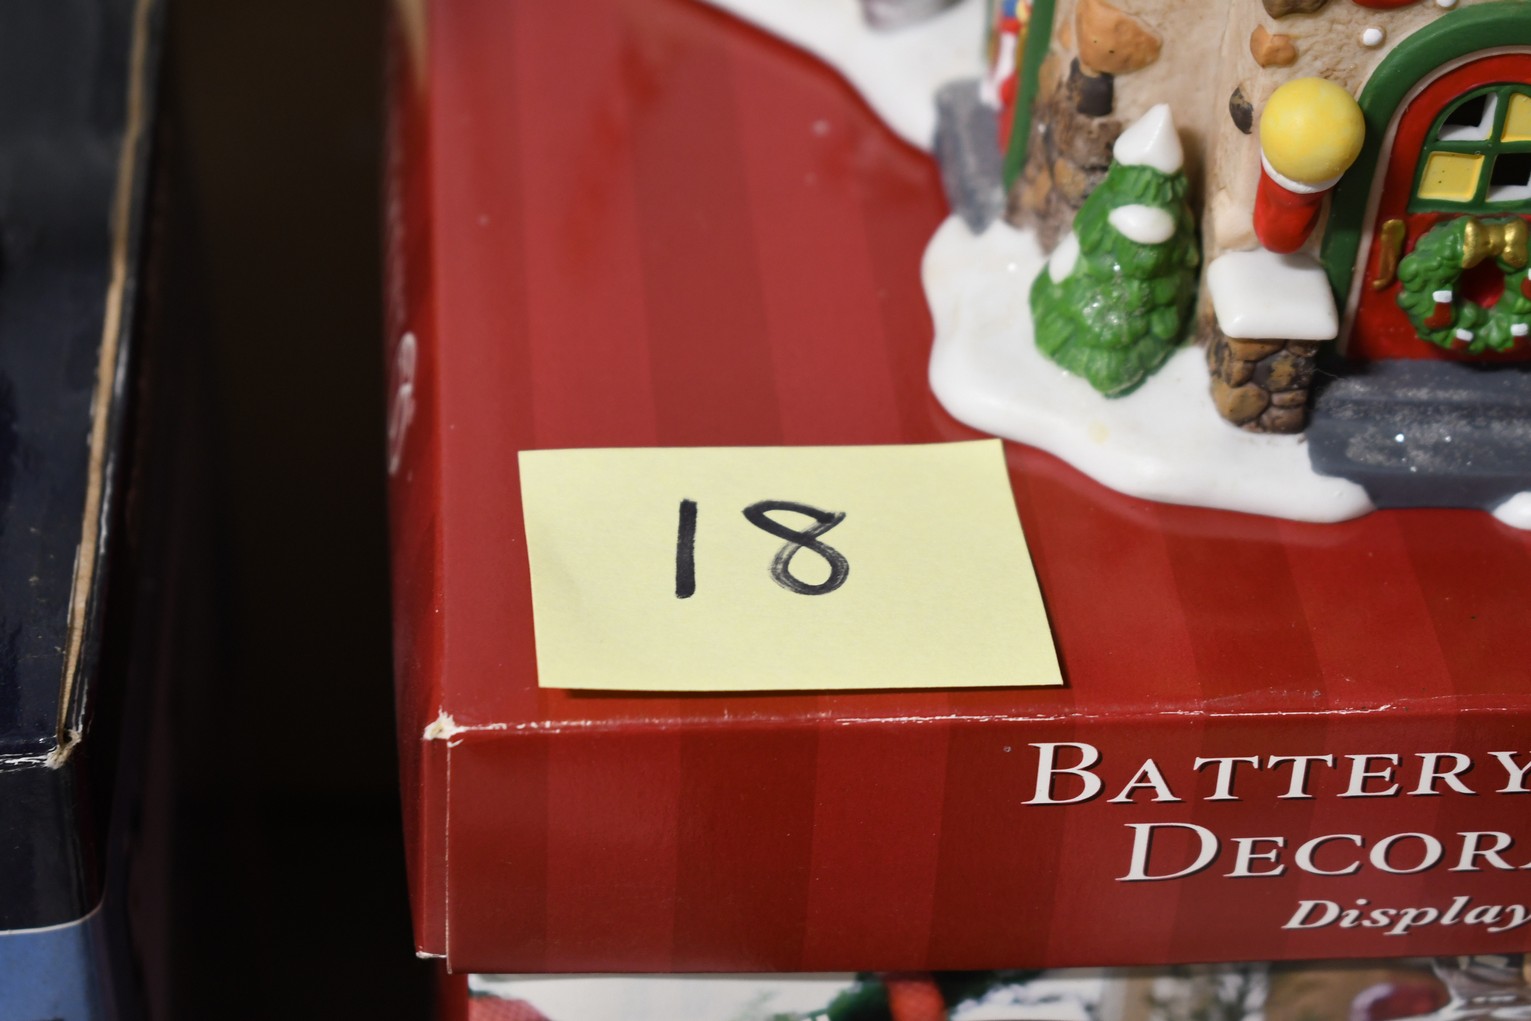 18
BATTERY
DECOR
Display